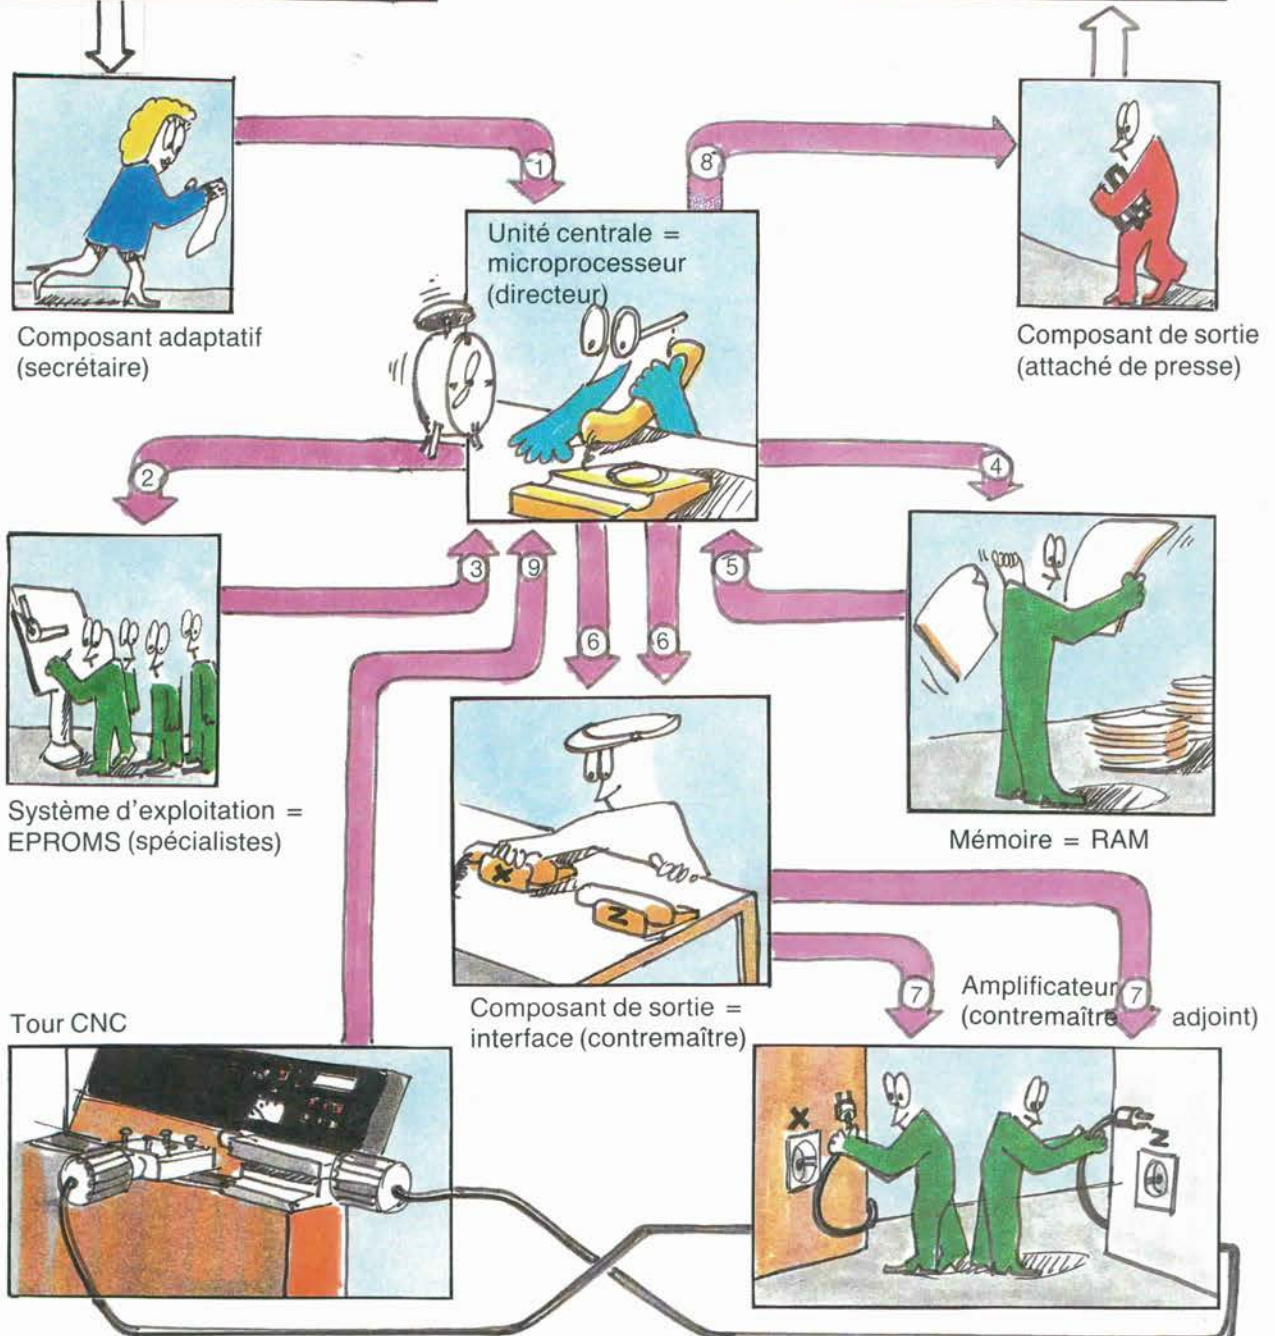 1
8
Unité centrale =
microprocesseur
(directeur)
Composant adaptatif
(secrétaire)
Composant de sortie
(attaché de presse)
2
4
3
9
5
6
6
Système d'exploitation =
EPROMS (spécialistes)
Mémoire = RAM
X
Z
Composant de sortie =
interface (contremaître)
7
7
Amplificateur
(contremaître adjoint)
Tour CNC
X
Z